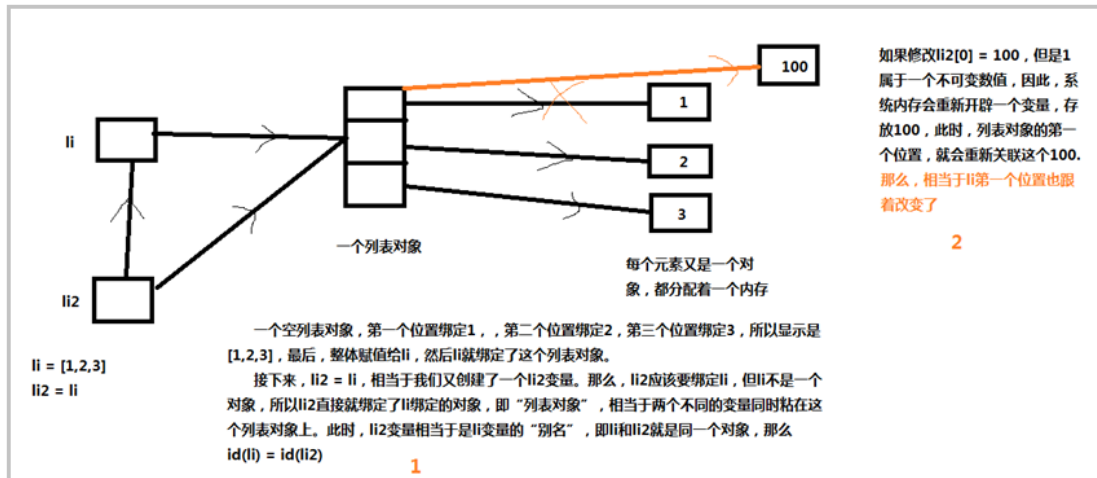 100
如果修改li2[0] = 100，但是1
属于一个不可变数值，因此，系
统内存会重新开辟一个变量，存
放100，此时，列表对象的第一
个位置，就会重新关联这个100.
那么，相当于li第一个位置也跟
着改变了
2
1
li
2
3
一个列表对象
每个元素又是一个对
象，都分配着一个内存
li2
一个空列表对象，第一个位置绑定1，，第二个位置绑定2，第三个位置绑定3，所以显示是
[1,2,3]，最后，整体赋值给li，然后li就绑定了这个列表对象。
接下来，li2 = li，相当于我们又创建了一个li2变量。那么，li2应该要绑定li，但li不是一个
对象，所以li2直接就绑定了li绑定的对象，即“列表对象”，相当于两个不同的变量同时粘在这
个列表对象上。此时，li2变量相当于是li变量的“别名”，即li和li2就是同一个对象，那么
id(li) = id(li2)
1
li = [1,2,3]
li2 = li